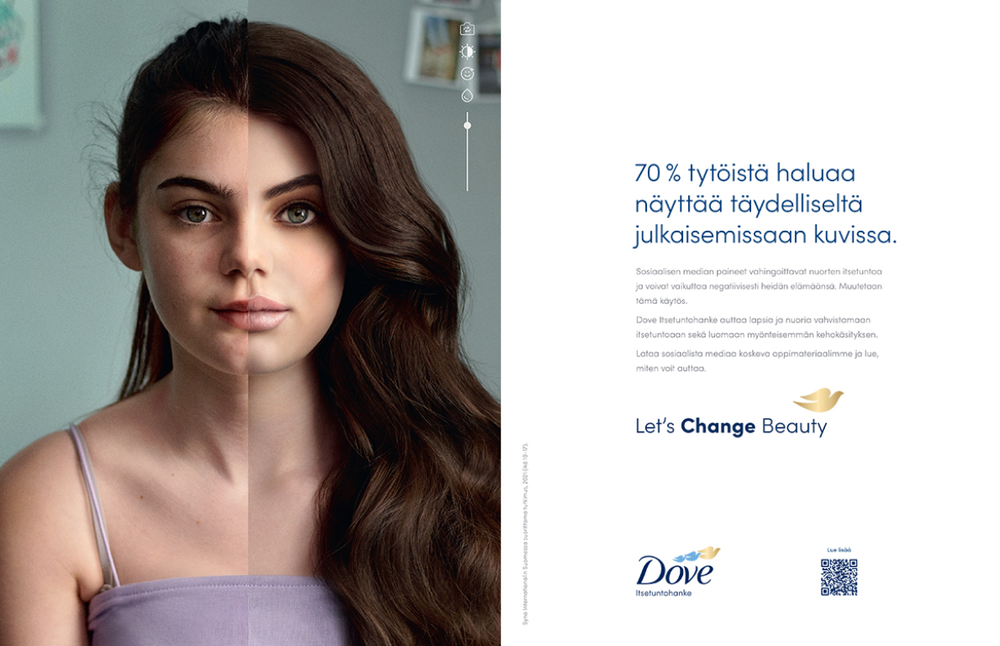 70 % tytöistä haluaa
näyttää täydelliseltä
julkaisemissaan kuvissa.
Sosiaalisen median paineet vahingoittavat nuorten itsetuntoa
ja voivat vaikuttaa negatiivisesti heidän elämäänsä. Muutetaan
tämä käytös.
Dove Itsetuntohanke auttaa lapsia ja nuoria vahvistamaan
itsetuntoaan sekä luomaan myönteisemmän kehokäsityksen.
Lataa sosiaalista mediaa koskeva oppimateriaalimme ja lue,
miten voit auttaa.
Let's Change Beauty
Syno Internationalin Suomessa suorittama tutkimus, 2021 (ikä 10-17).
Dove
Itsetuntohanke
Lue lisää